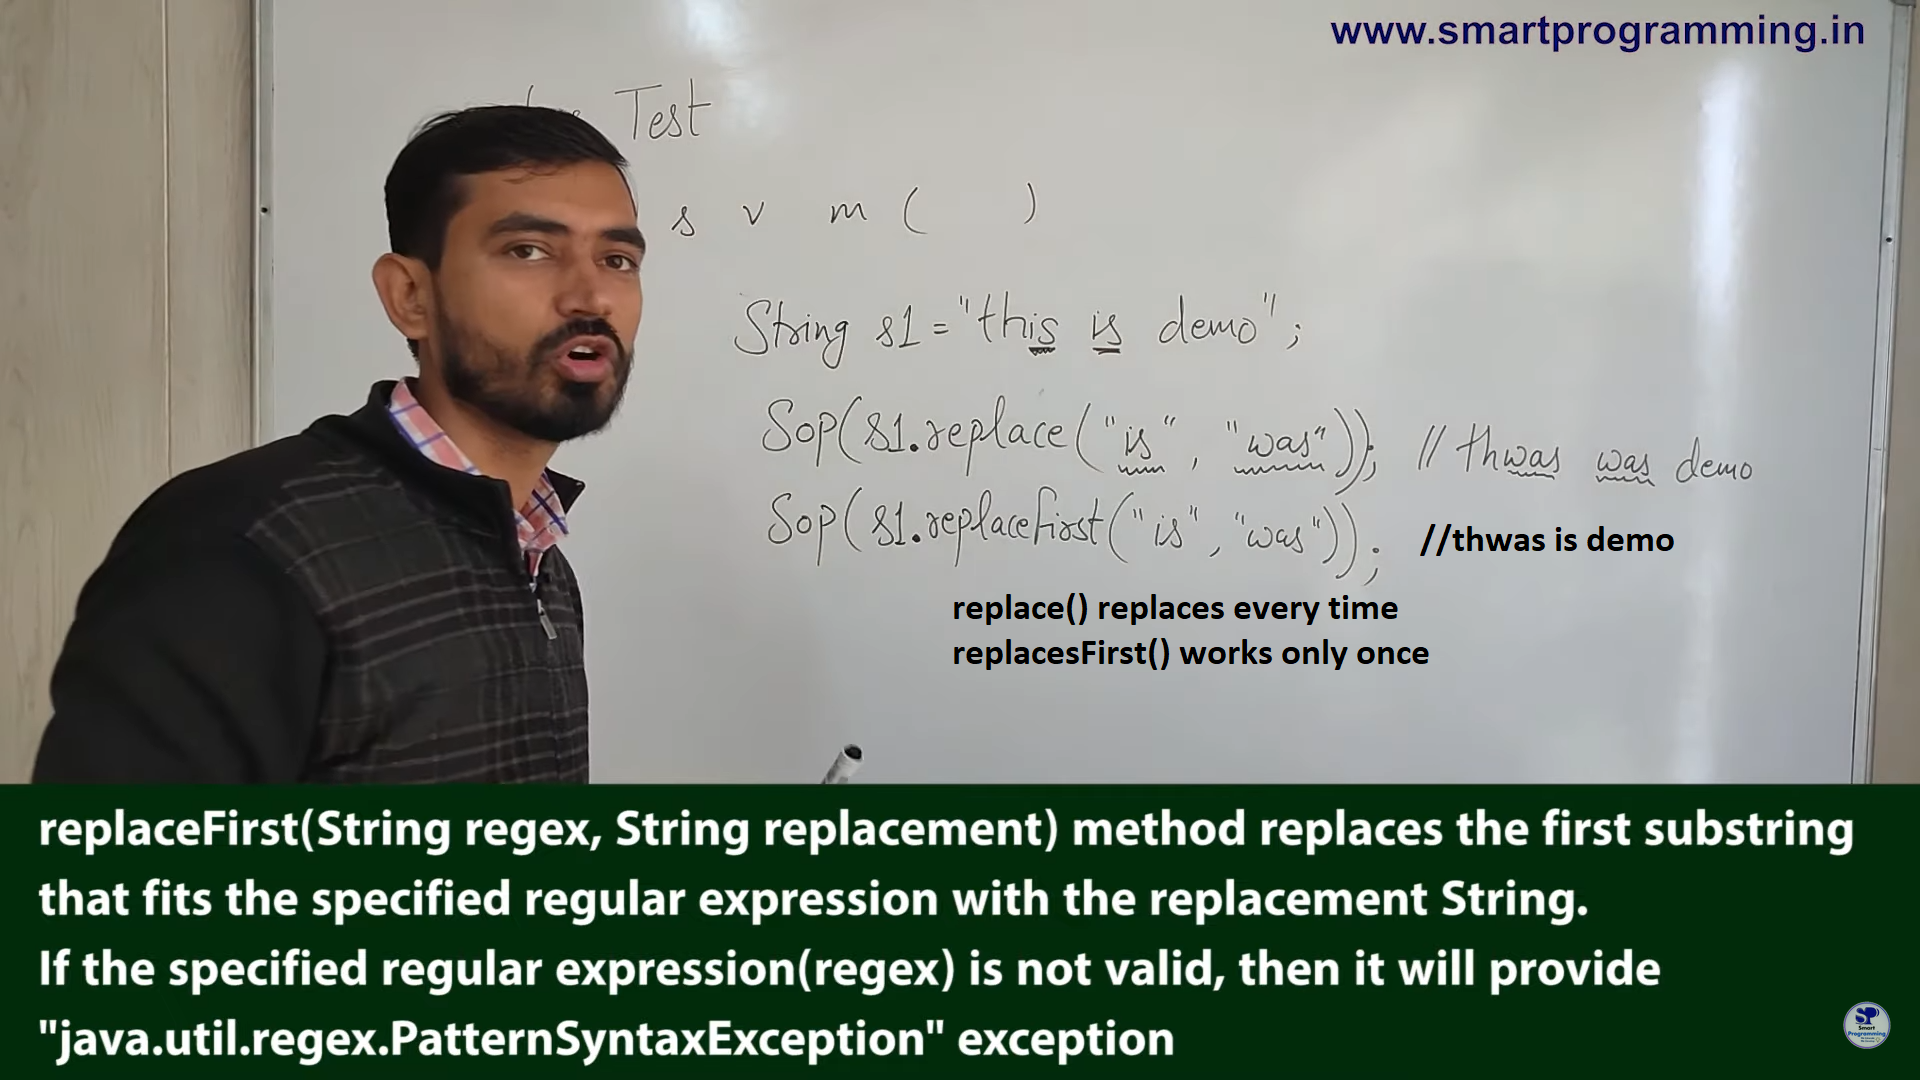 www.smartprogramming.in
Test
s v m ( )
String s1 = "this is demo";
Sop(s1.replace("is", "was")); // thwas was demo
Sop(s1.replaceFirst("is", "was")); //thwas is demo
replace() replaces every time
replacesFirst() works only once
replaceFirst(String regex, String replacement) method replaces the first substring
that fits the specified regular expression with the replacement String.
If the specified regular expression(regex) is not valid, then it will provide
"java.util.regex.PatternSyntaxException" exception
SP
Smart
Programming